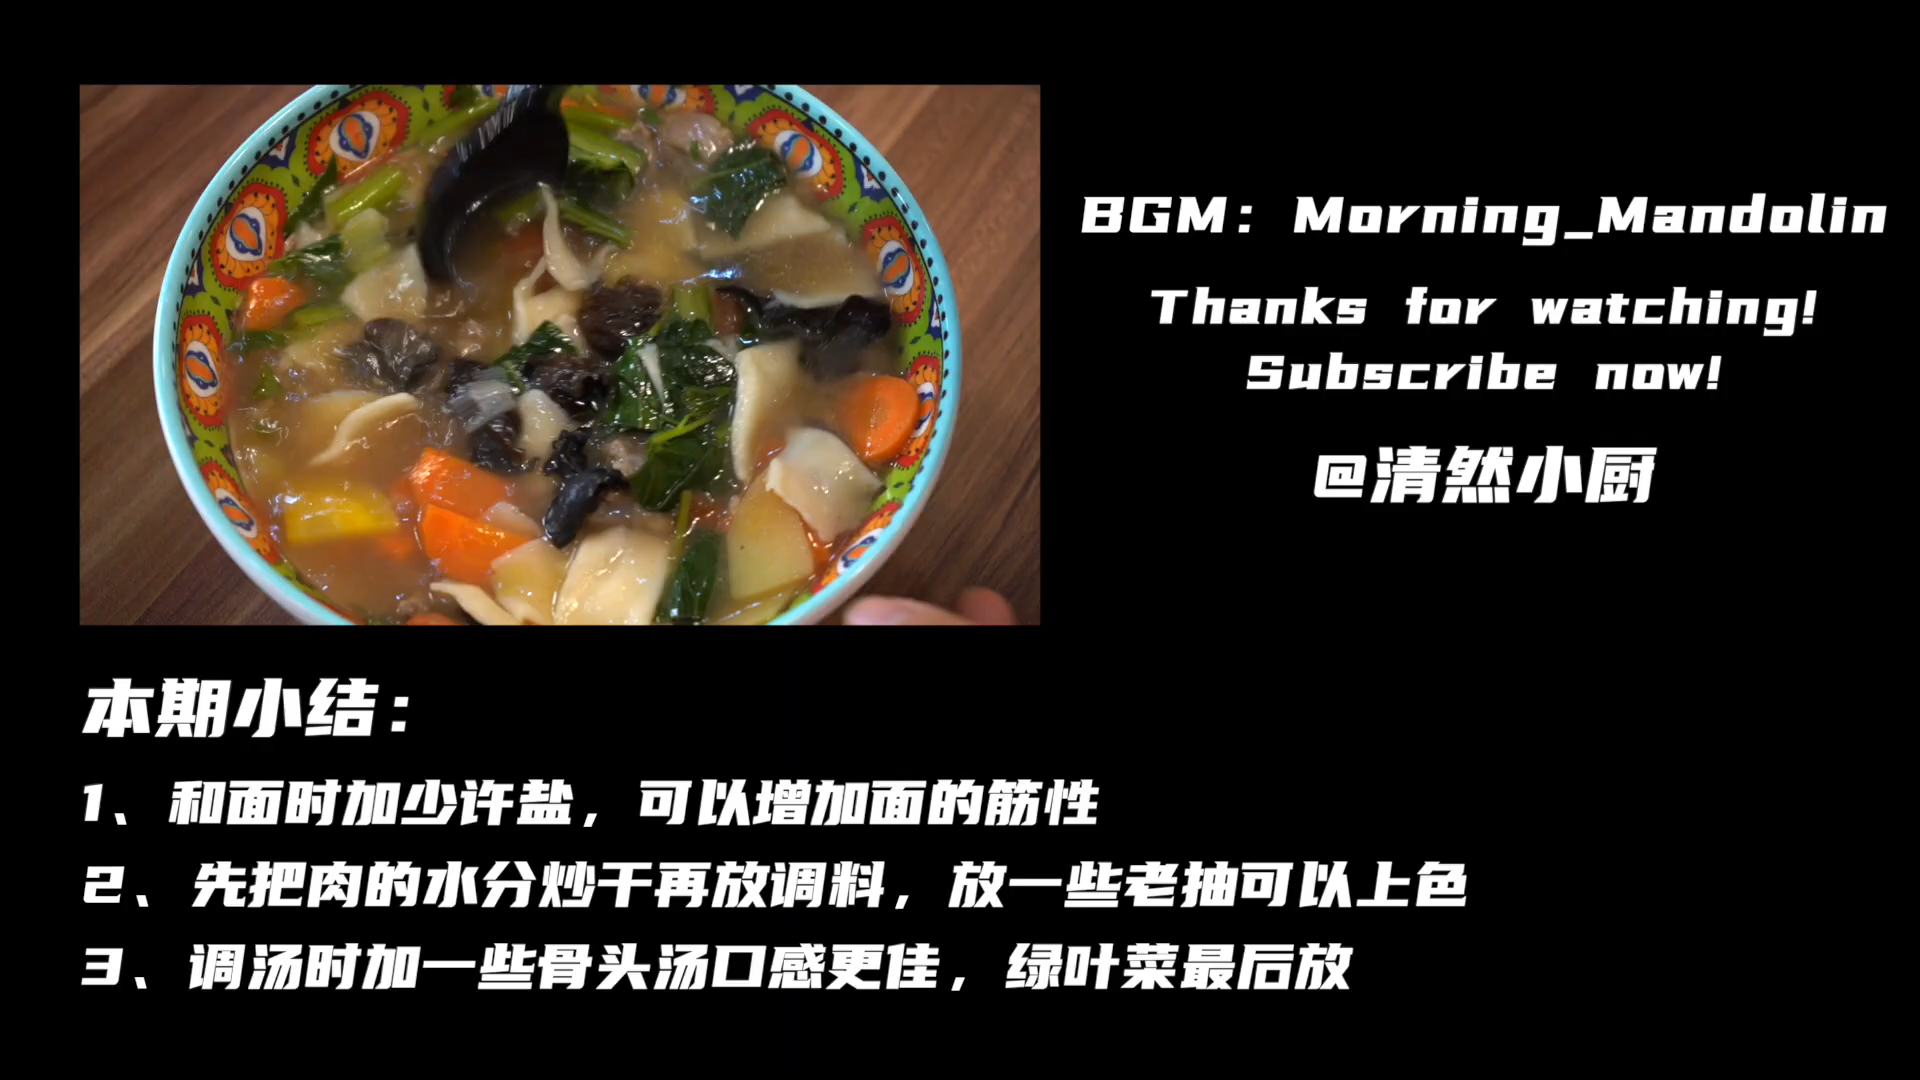 BGM：Morning_Mandolin
Thanks for watching!
Subscribe now!
@清然小厨
本期小结：
1、和面时加少许盐，可以增加面的筋性
2、先把肉的水分炒干再放调料，放一些老抽可以上色
3、调汤时加一些骨头汤口感更佳，绿叶菜最后放